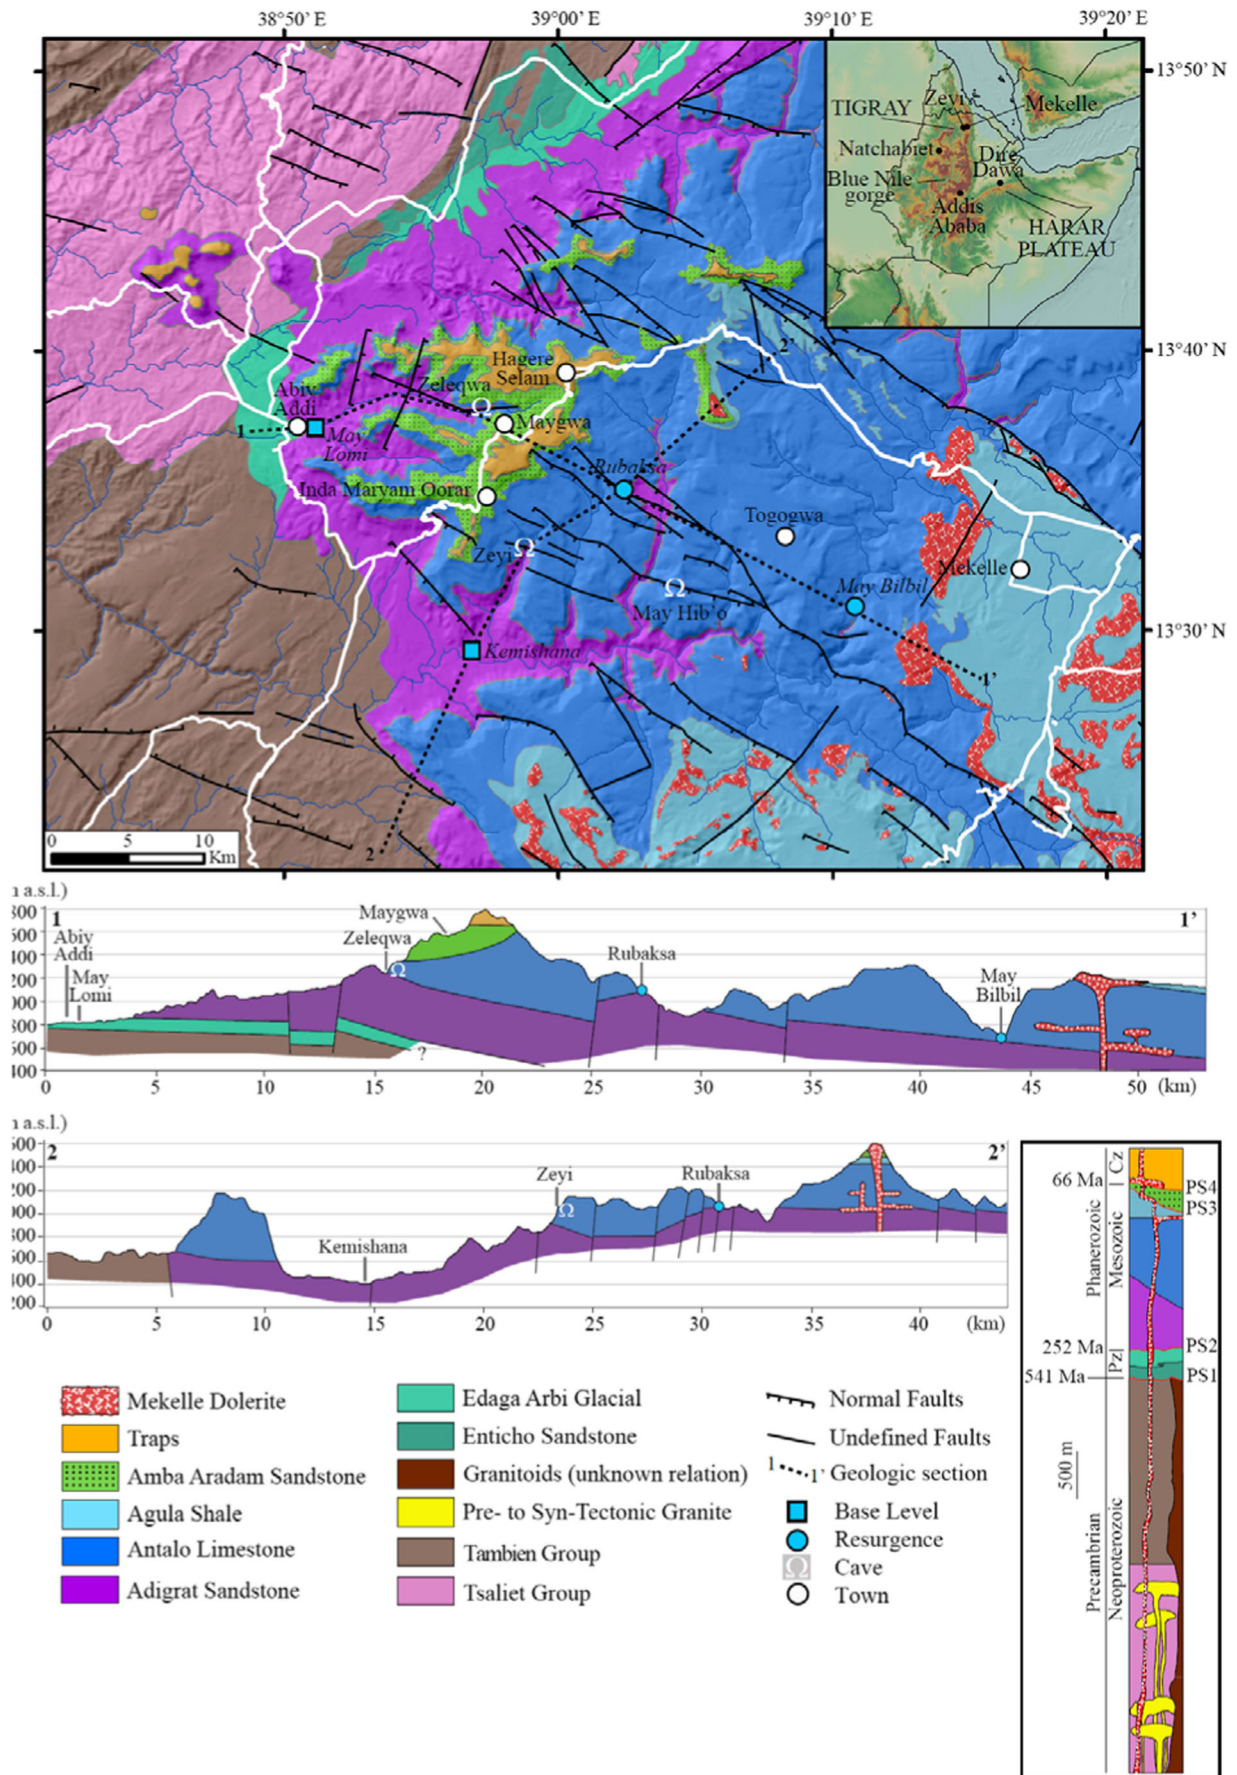 38°50' E
39°00' E
39°10' E
39°20' E
13°50' N
13°40' N
13°30' N
TIGRAY
Zeyi
Mekelle
Natchabiet
Dire
Dawa
Blue Nile
gorge
Addis
Ababa
HARAR
PLATEAU
Hagere
Selam
Zeleqwa
Ω
Abiy
Addi
1
May
Lomi
Maygwa
2'
Rubaksa
Inda Maryam Qorar
Togogwa
Zeyi
Ω
Mekelle
May Bilbil
Ω
May Hib'o
Kemishana
1'
2
0 5 10
Km
a.s.l.)
1
1'
Abiy
Addi
May
Lomi
Maygwa
Zeleqwa
Ω
Rubaksa
May
Bilbil
?
0 5 10 15 20 25 30 35 40 45 50 (km)
a.s.l.)
2
2'
Zeyi
Ω
Rubaksa
Kemishana
0 5 10 15 20 25 30 35 40 (km)
Mekelle Dolerite
Traps
Amba Aradam Sandstone
Agula Shale
Antalo Limestone
Adigrat Sandstone
Edaga Arbi Glacial
Enticho Sandstone
Granitoids (unknown relation)
Pre- to Syn-Tectonic Granite
Tambien Group
Tsaliet Group
Normal Faults
Undefined Faults
1 1' Geologic section
Base Level
Resurgence
Ω Cave
Town
Cz
66 Ma
PS4
PS3
Phanerozoic
Mesozoic
252 Ma
PS2
Pz
541 Ma
PS1
500 m
Precambrian
Neoproterozoic